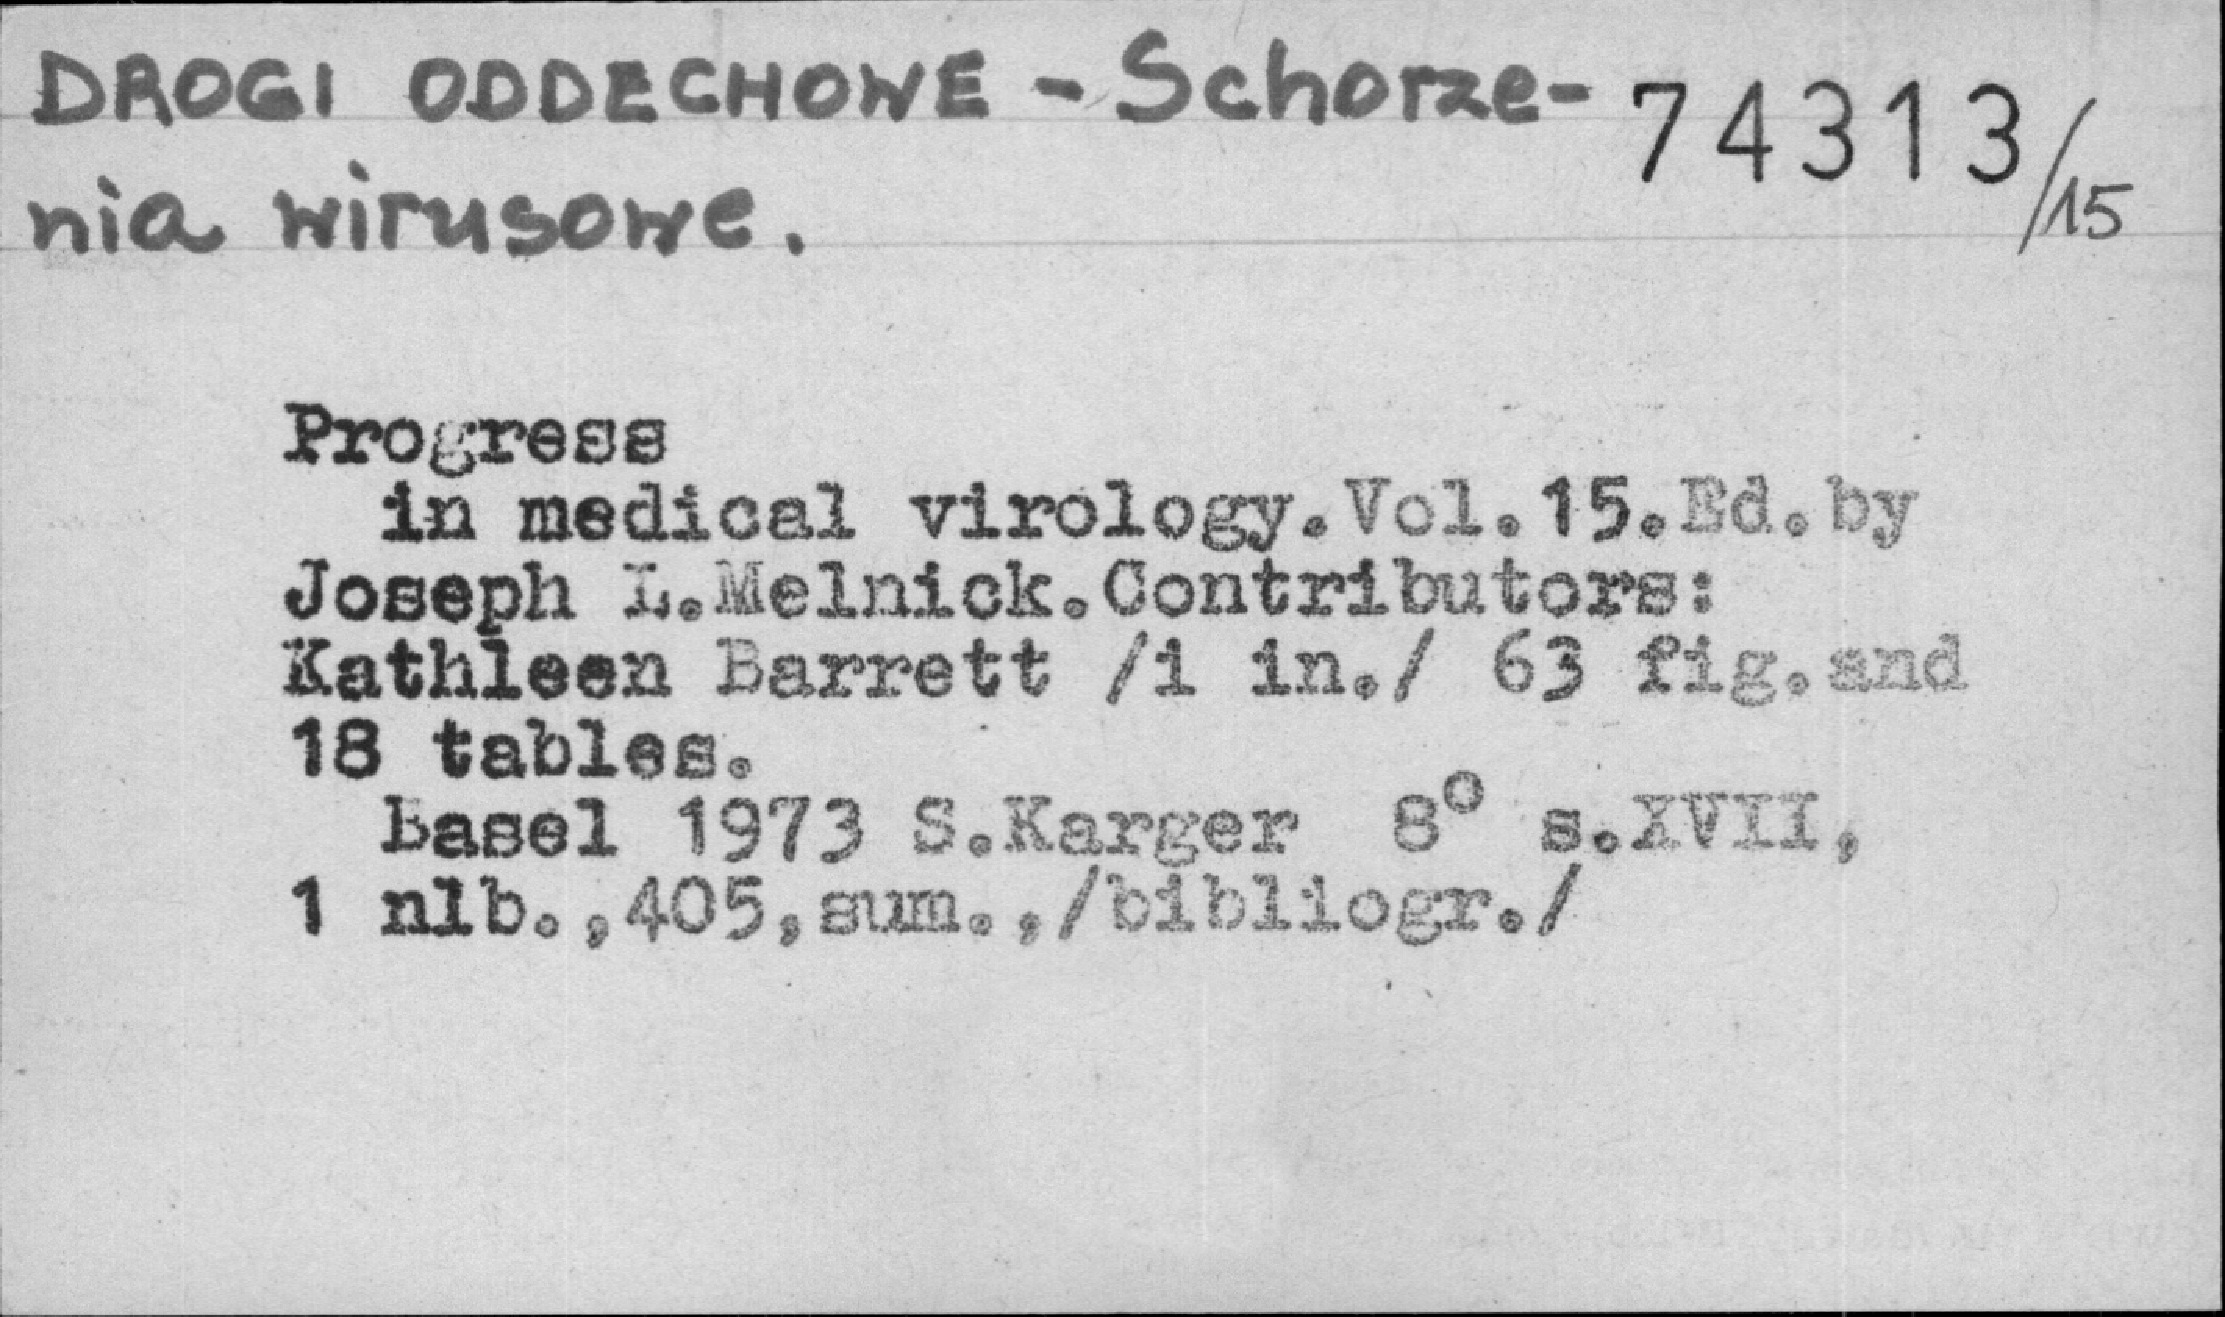 DROGI ODDECHOWE - Schorze- 74313/15
nia wirusowe.
Progress
in medical virology.Vol.15.Ed.by
Joseph L.Melnick.Contributors:
Kathleen Barrett /i in./ 63 fig.and
18 tables.
Basel 1973 S.Karger 8° s.XVII,
1 nlb.,405,sum.,/bibliogr./